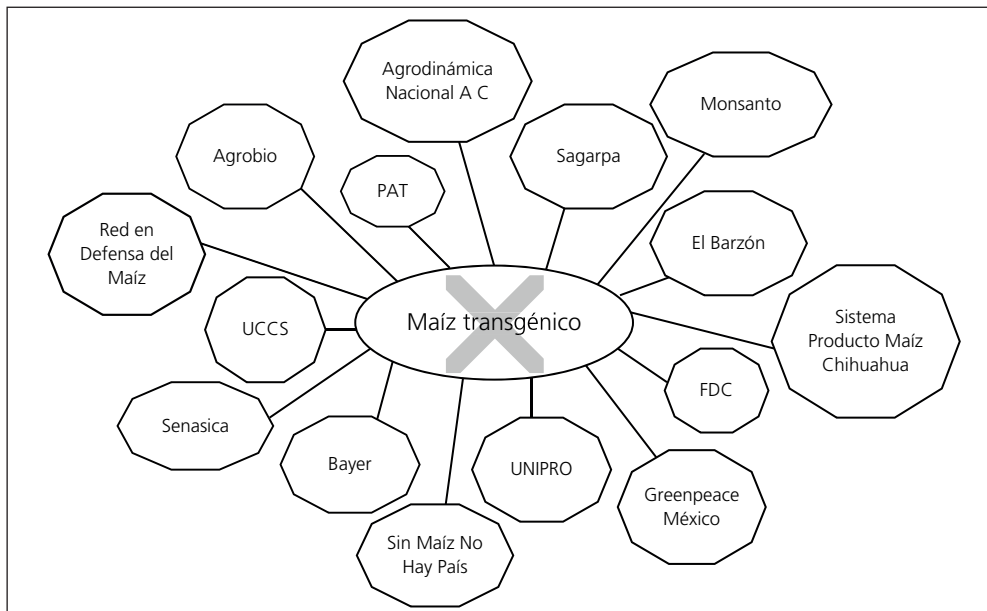 Agrodinámica
Nacional A C
Monsanto
Agrobio
Sagarpa
PAT
Red en
Defensa del
Maíz
El Barzón
UCCS
Maíz transgénico
Sistema
Producto Maíz
Chihuahua
FDC
Senasica
Bayer
UNIPRO
Greenpeace
México
Sin Maíz No
Hay País